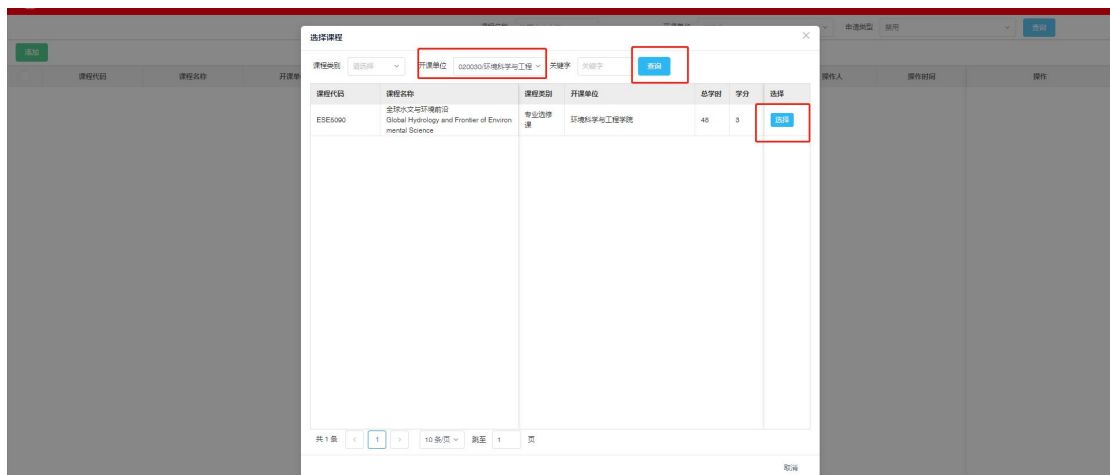 申请类型 禁用 查询
添加
课程代码 课程名称 开课单 操作人 操作时间 操作
选择课程
课程类别 请选择 开课单位 020030/环境科学与工程 关键字 关键字 查询
课程代码 课程名称 课程类别 开课单位 总学时 学分 选择
ESE5090
全球水文与环境前沿
Global Hydrology and Frontier of Environ
mental Science
专业选修
课
环境科学与工程学院 48 3 选择
共 1 条 < 1 > 10 条/页 跳至 1 页
取消